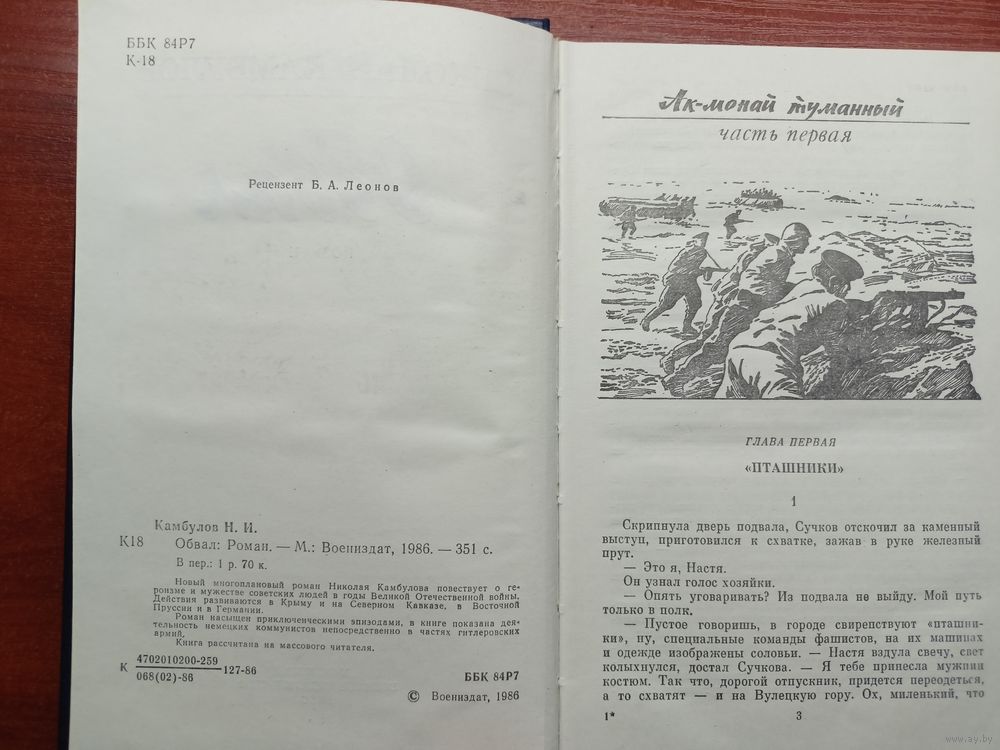 ББК 84Р7
К-18
Рецензент Б. А. Леонов
Камбулов Н. И.
К18 Обвал: Роман. — М.: Воениздат, 1986. — 351 с.
В пер.: 1 р. 70 к.
Новый многоплановый роман Николая Камбулова повествует о ге-
роизме и мужестве советских людей в годы Великой Отечественной войны.
Действия развиваются в Крыму и на Северном Кавказе, в Восточной
Пруссии и в Германии.
Роман насыщен приключенческими эпизодами, в книге показана дея-
тельность немецких коммунистов непосредственно в частях гитлеровских
армий.
Книга рассчитана на массового читателя.
К 4702010200-259
068(02)-86
127-86
ББК 84Р7
© Воениздат, 1986
Ак-монай туманный
часть первая
ГЛАВА ПЕРВАЯ
«ПТАШНИКИ»
1
Скрипнула дверь подвала, Сучков отскочил за каменный
выступ, приготовился к схватке, зажав в руке железный
прут.
— Это я, Настя.
Он узнал голос хозяйки.
— Опять уговаривать? Из подвала не выйду. Мой путь
только в полк.
— Пустое говоришь, в городе свирепствуют «пташни-
ки», ну, специальные команды фашистов, на их машинах
и одежде изображены соловьи. — Настя вздула свечу, свет
колыхнулся, достал Сучкова. — Я тебе принесла мужнин
костюм. Так что, дорогой отпускник, придется переодеться,
а то схватят — и на Вулецкую гору. Ох, миленький, что
1* 3
www.ay.by